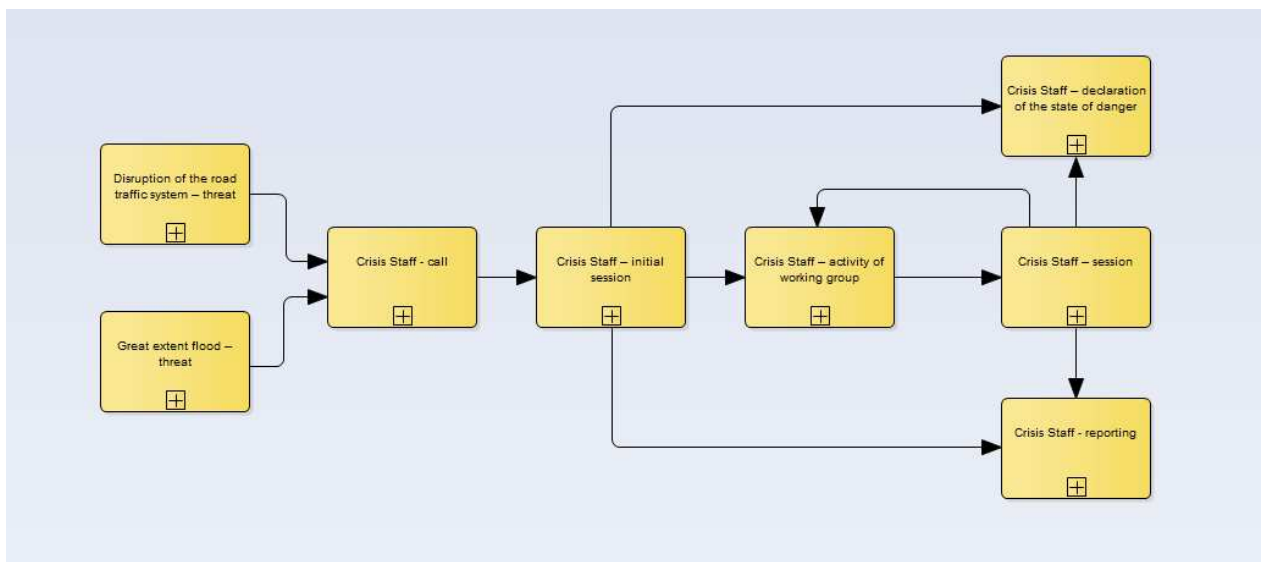 Crisis Staff – declaration
of the state of danger
Disruption of the road
traffic system – threat
Crisis Staff - call
Crisis Staff – initial
session
Crisis Staff – activity of
working group
Crisis Staff – session
Great extent flood –
threat
Crisis Staff - reporting